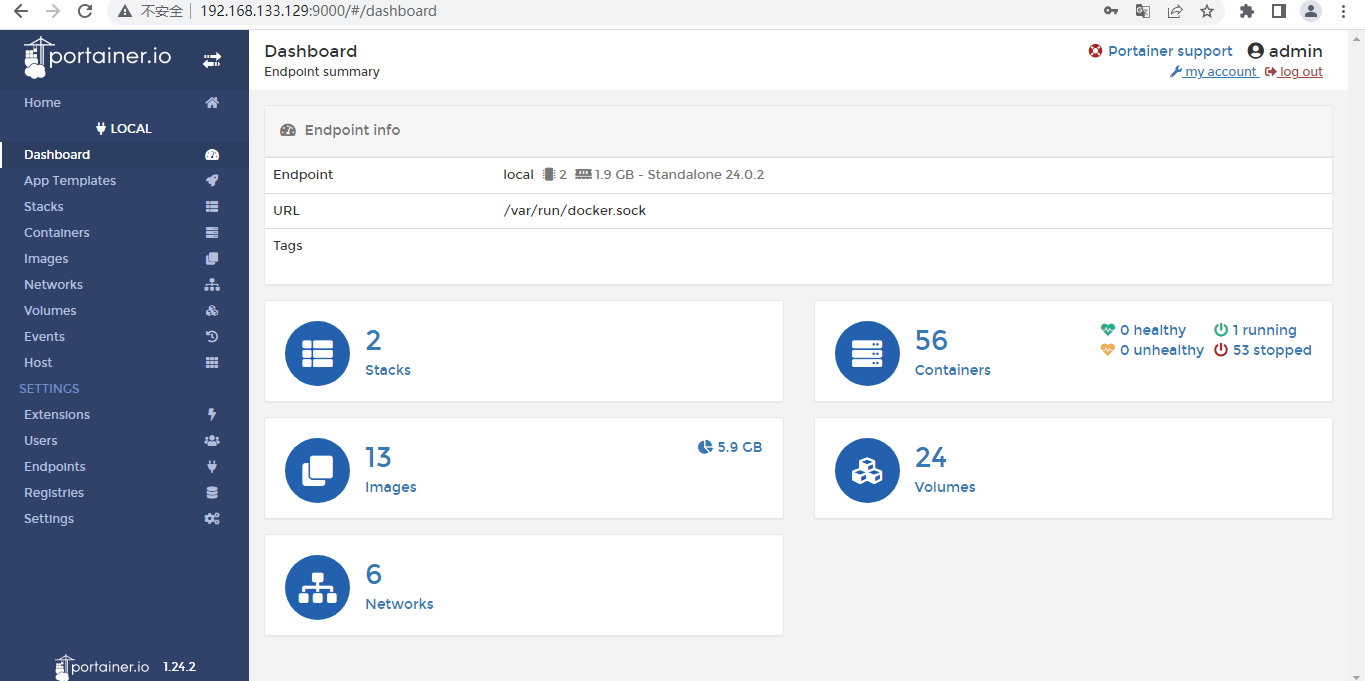 不安全 192.168.133.129:9000/#/dashboard
portainer.io
Home
LOCAL
Dashboard
App Templates
Stacks
Containers
Images
Networks
Volumes
Events
Host
SETTINGS
Extensions
Users
Endpoints
Registries
Settings
portainer.io 1.24.2
Dashboard
Endpoint summary
Portainer support admin
my account log out
Endpoint info
Endpoint local 2 1.9 GB - Standalone 24.0.2
URL /var/run/docker.sock
Tags
2
Stacks
56
Containers
0 healthy 1 running
0 unhealthy 53 stopped
13
Images
5.9 GB
24
Volumes
6
Networks